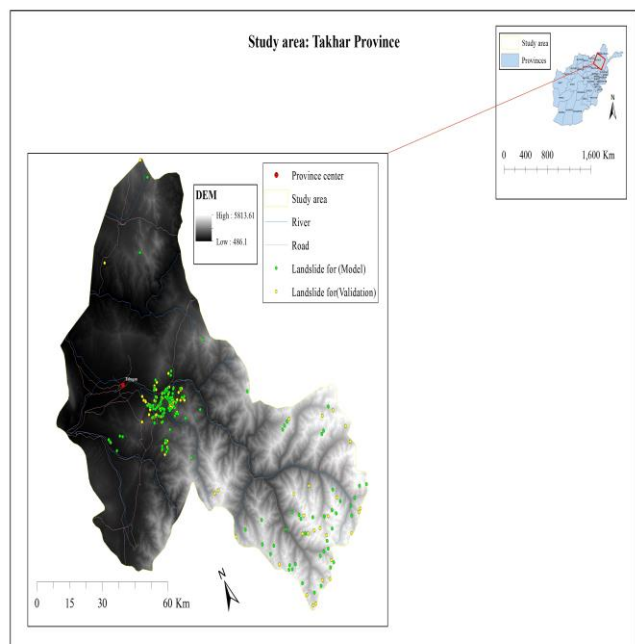 Study area: Takhar Province
Study area
Provinces
N
0 400 800 1,600 Km
DEM
High : 5813.61
Low : 486.1
Province center
Study area
River
Road
Landslide for (Model)
Landslide for(Validation)
N
0 15 30 60 Km